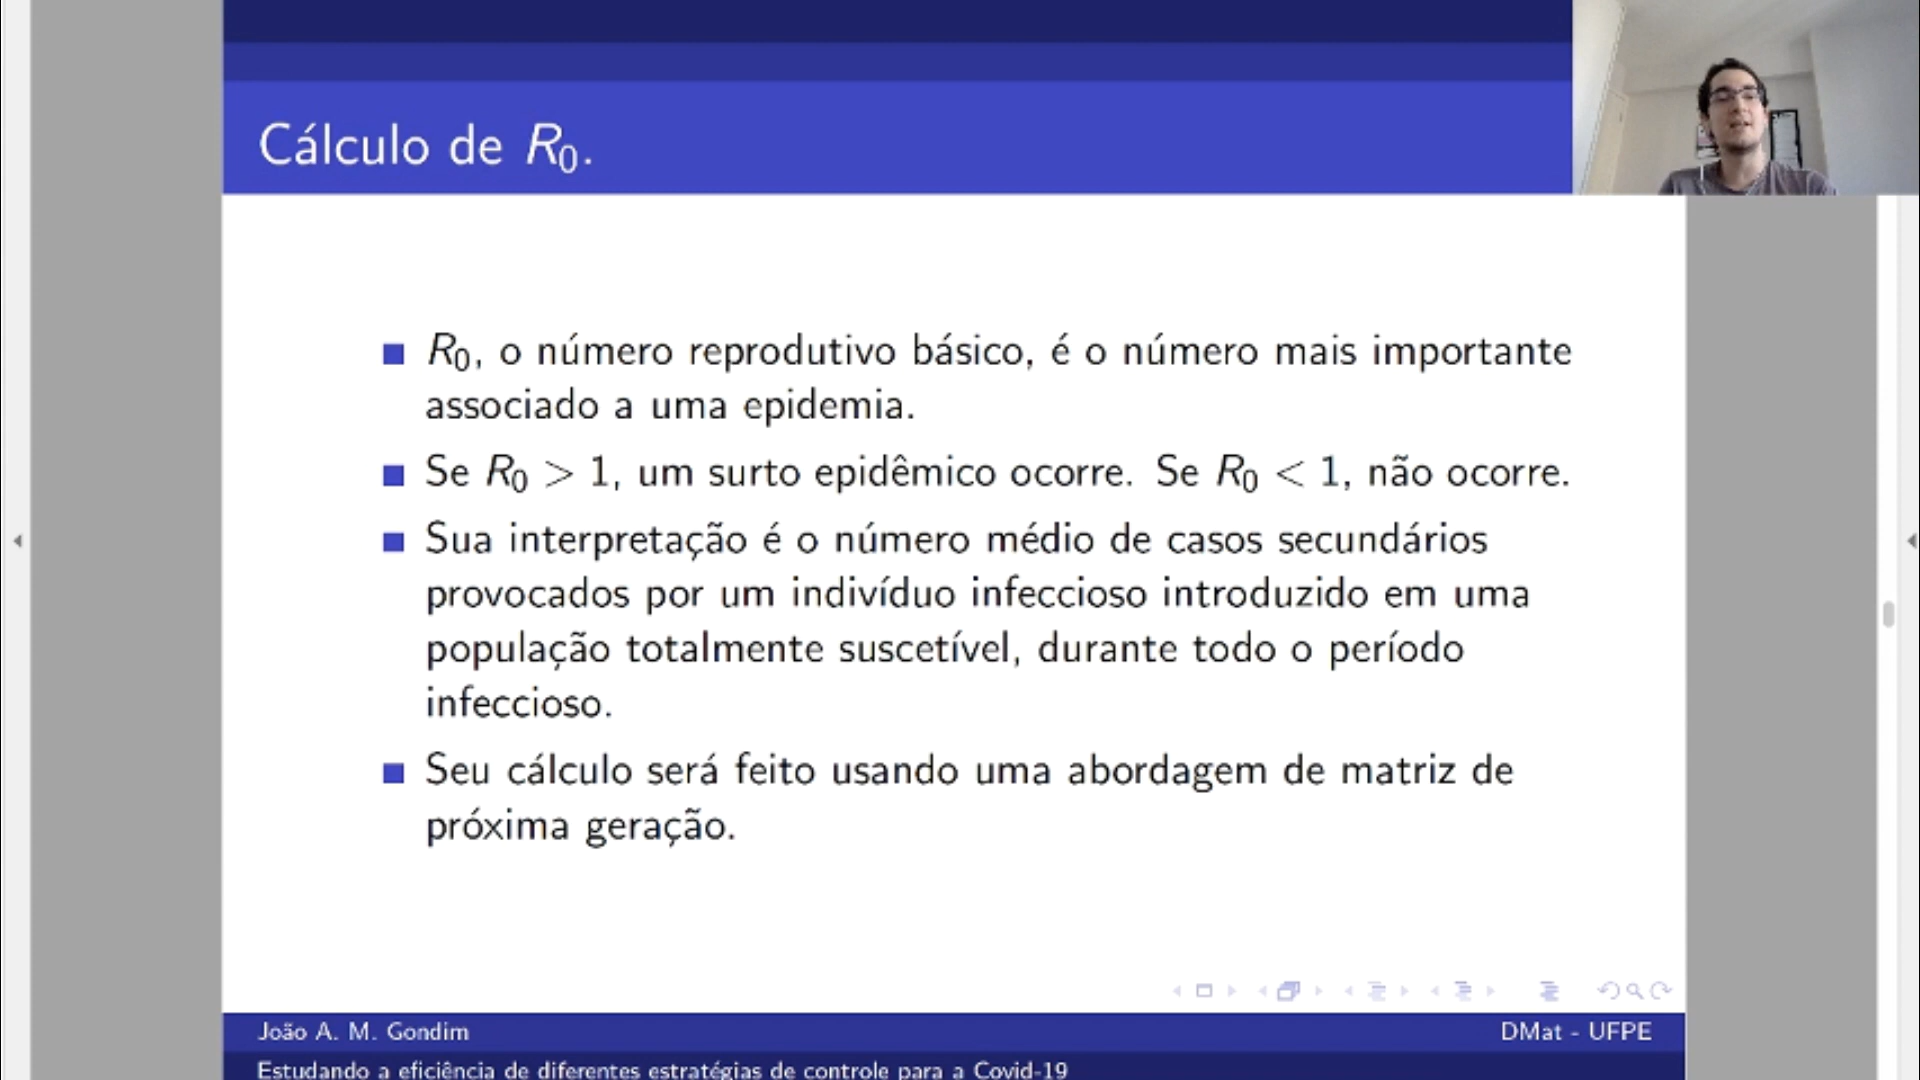 Cálculo de R₀.
R₀, o número reprodutivo básico, é o número mais importante
associado a uma epidemia.
Se R₀ > 1, um surto epidêmico ocorre. Se R₀ < 1, não ocorre.
Sua interpretação é o número médio de casos secundários
provocados por um indivíduo infeccioso introduzido em uma
população totalmente suscetível, durante todo o período
infeccioso.
Seu cálculo será feito usando uma abordagem de matriz de
próxima geração.
João A. M. Gondim
DMat - UFPE
Estudando a eficiência de diferentes estratégias de controle para a Covid-19